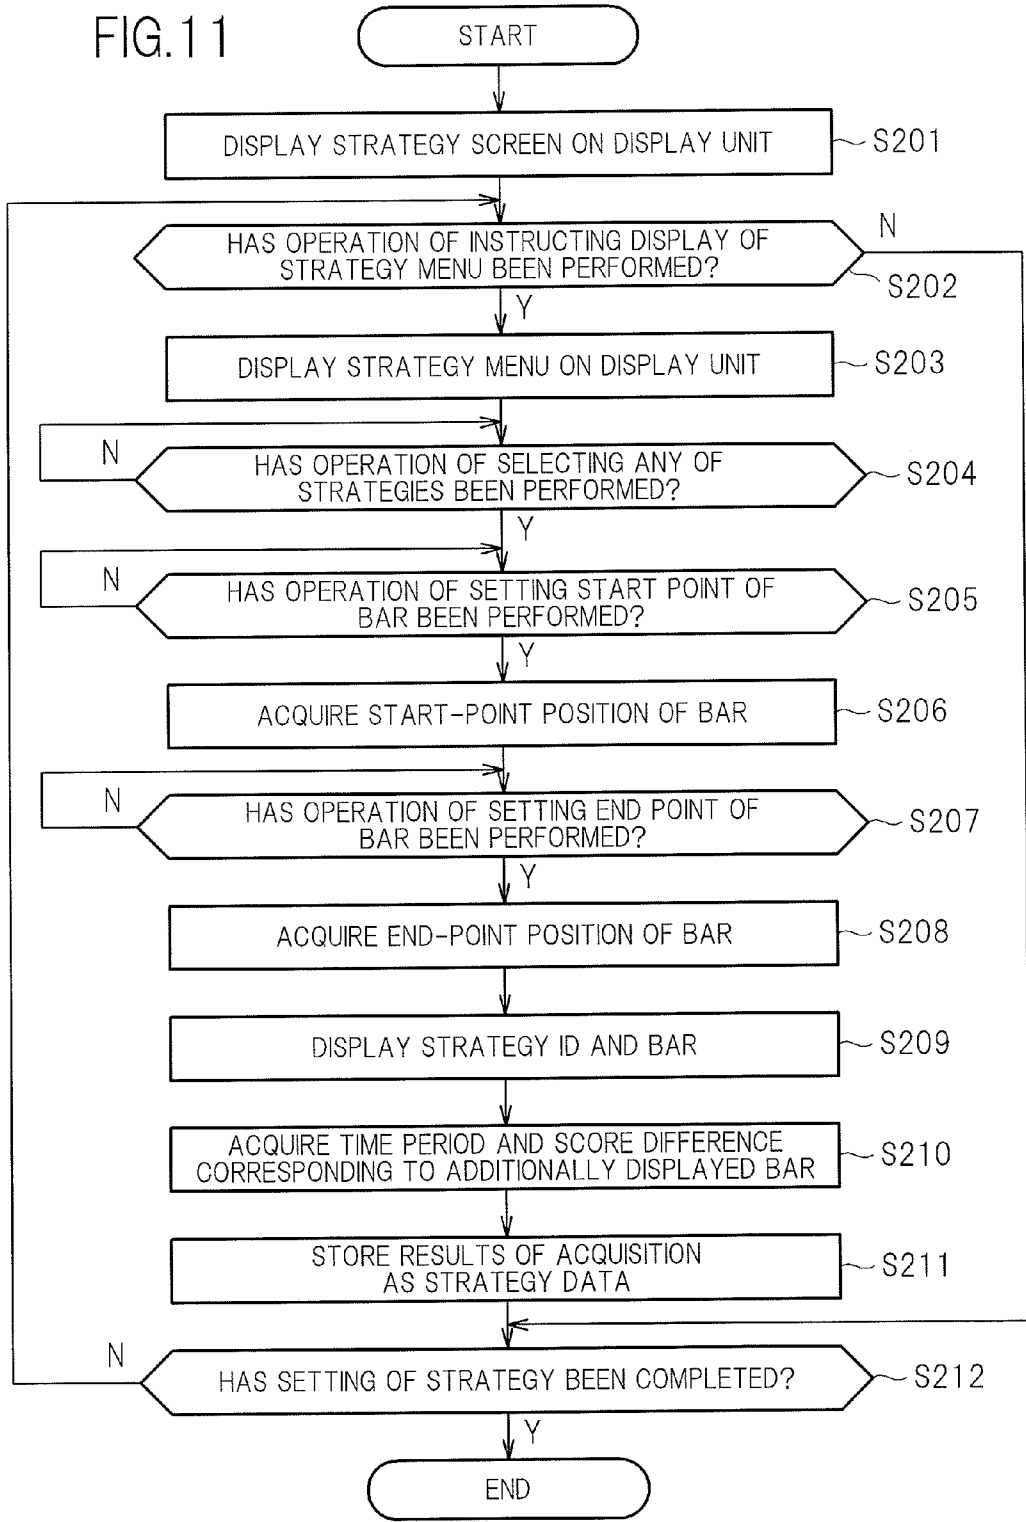 FIG.11
START
DISPLAY STRATEGY SCREEN ON DISPLAY UNIT
S201
HAS OPERATION OF INSTRUCTING DISPLAY OF
STRATEGY MENU BEEN PERFORMED?
N
S202
Y
DISPLAY STRATEGY MENU ON DISPLAY UNIT
S203
N
HAS OPERATION OF SELECTING ANY OF
STRATEGIES BEEN PERFORMED?
S204
Y
N
HAS OPERATION OF SETTING START POINT OF
BAR BEEN PERFORMED?
S205
Y
ACQUIRE START-POINT POSITION OF BAR
S206
N
HAS OPERATION OF SETTING END POINT OF
BAR BEEN PERFORMED?
S207
Y
ACQUIRE END-POINT POSITION OF BAR
S208
DISPLAY STRATEGY ID AND BAR
S209
ACQUIRE TIME PERIOD AND SCORE DIFFERENCE
CORRESPONDING TO ADDITIONALLY DISPLAYED BAR
S210
STORE RESULTS OF ACQUISITION
AS STRATEGY DATA
S211
N
HAS SETTING OF STRATEGY BEEN COMPLETED?
S212
Y
END